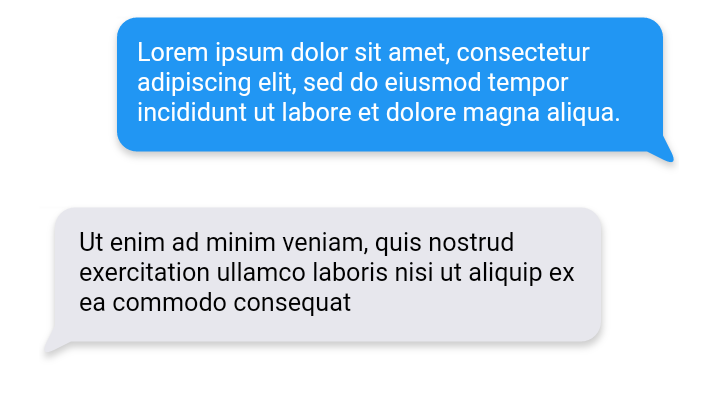 Lorem ipsum dolor sit amet, consectetur
adipiscing elit, sed do eiusmod tempor
incididunt ut labore et dolore magna aliqua.
Ut enim ad minim veniam, quis nostrud
exercitation ullamco laboris nisi ut aliquip ex
ea commodo consequat